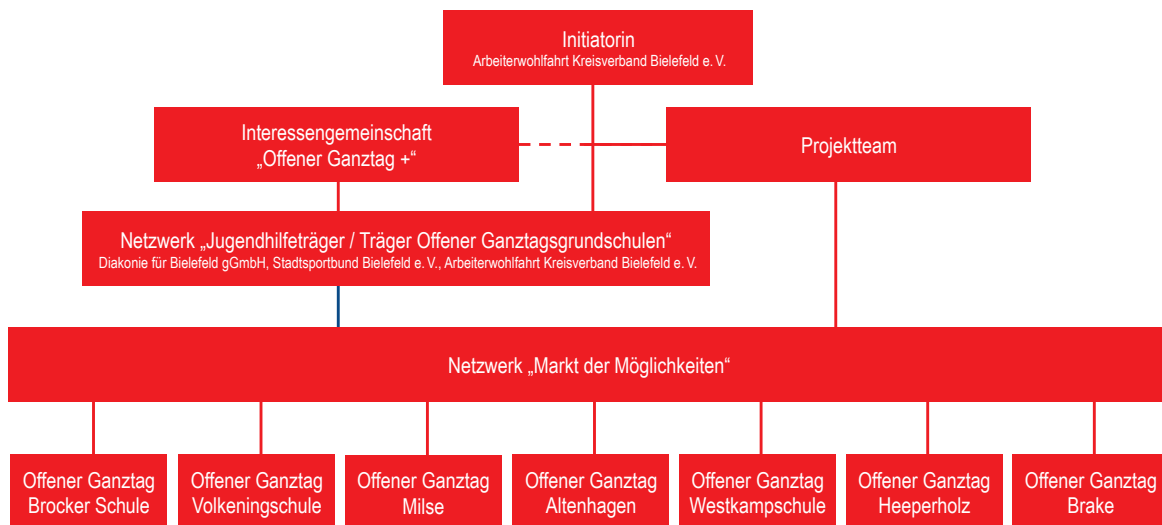 Initiatorin
Arbeiterwohlfahrt Kreisverband Bielefeld e. V.
Interessengemeinschaft
„Offener Ganztag +“
Projektteam
Netzwerk „Jugendhilfeträger / Träger Offener Ganztagsgrundschulen“
Diakonie für Bielefeld gGmbH, Stadtsportbund Bielefeld e. V., Arbeiterwohlfahrt Kreisverband Bielefeld e. V.
Netzwerk „Markt der Möglichkeiten“
Offener Ganztag
Brocker Schule
Offener Ganztag
Volkeningschule
Offener Ganztag
Milse
Offener Ganztag
Altenhagen
Offener Ganztag
Westkampschule
Offener Ganztag
Heeperholz
Offener Ganztag
Brake